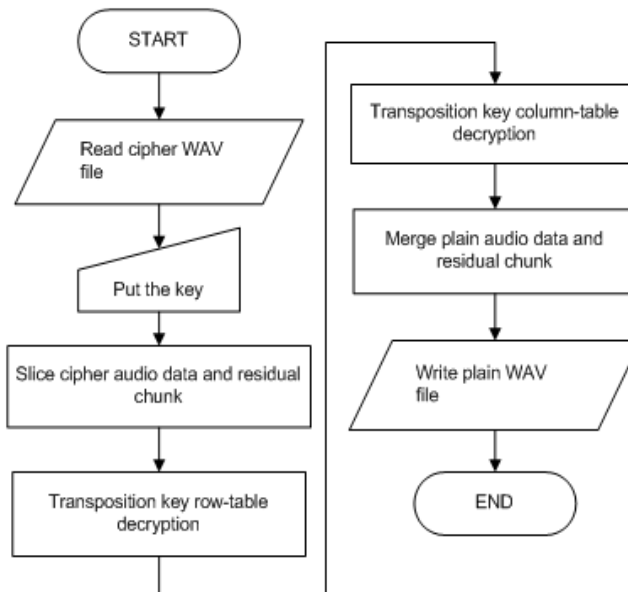 START
Read cipher WAV
file
Put the key
Slice cipher audio data and residual
chunk
Transposition key row-table
decryption
Transposition key column-table
decryption
Merge plain audio data and
residual chunk
Write plain WAV
file
END